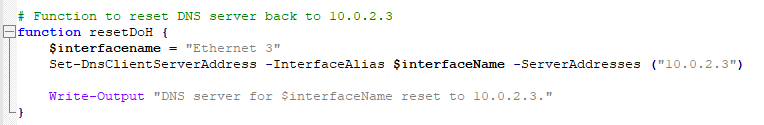 # Function to reset DNS server back to 10.0.2.3
function resetDoH {
$interfacename = "Ethernet 3"
Set-DnsClientServerAddress -InterfaceAlias $interfaceName -ServerAddresses ("10.0.2.3")
Write-Output "DNS server for $interfaceName reset to 10.0.2.3."
}